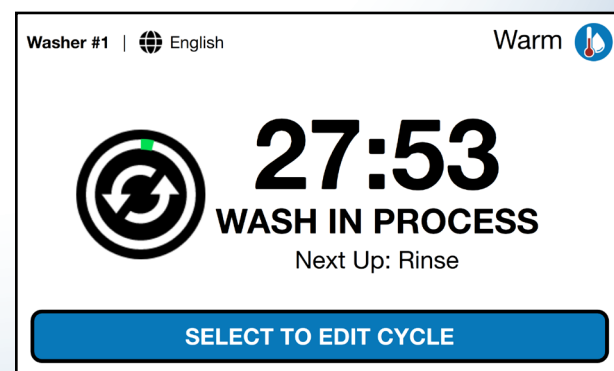 Washer #1 | English
Warm
27:53
WASH IN PROCESS
Next Up: Rinse
SELECT TO EDIT CYCLE